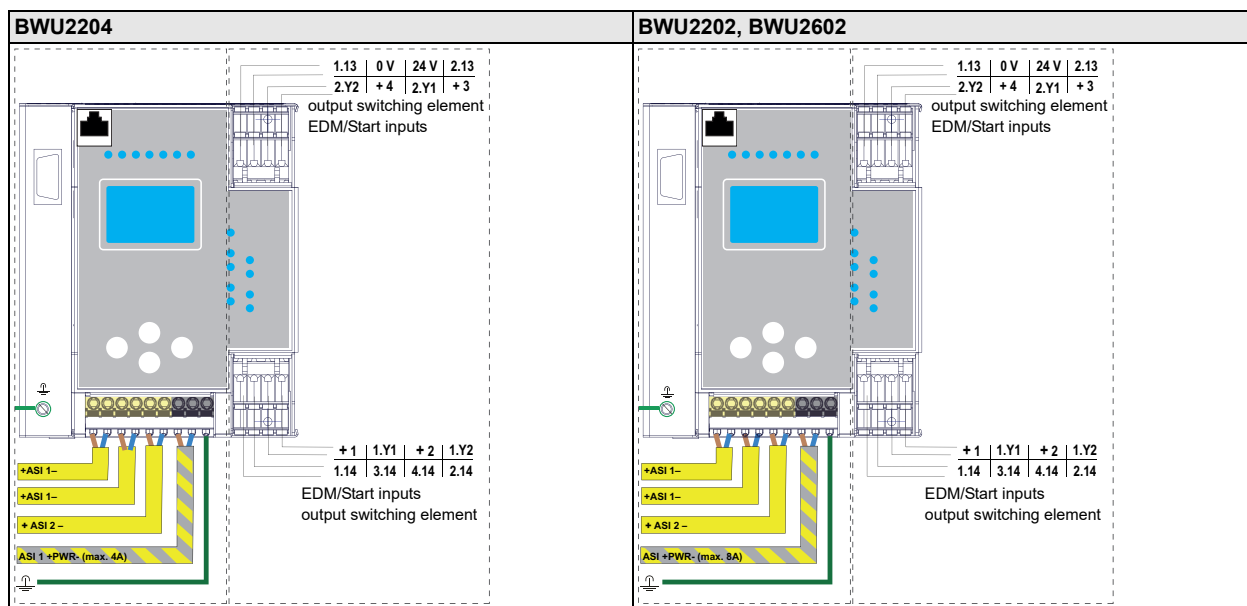 BWU2204
1.13 0 V 24 V 2.13
2.Y2 + 4 2.Y1 + 3
output switching element
EDM/Start inputs
+ASI 1–
+ASI 1–
+ ASI 2 –
ASI 1 +PWR- (max. 4A)
+ 1 1.Y1 + 2 1.Y2
1.14 3.14 4.14 2.14
EDM/Start inputs
output switching element
BWU2202, BWU2602
1.13 0 V 24 V 2.13
2.Y2 + 4 2.Y1 + 3
output switching element
EDM/Start inputs
+ASI 1–
+ASI 1–
+ ASI 2 –
ASI +PWR- (max. 8A)
+ 1 1.Y1 + 2 1.Y2
1.14 3.14 4.14 2.14
EDM/Start inputs
output switching element